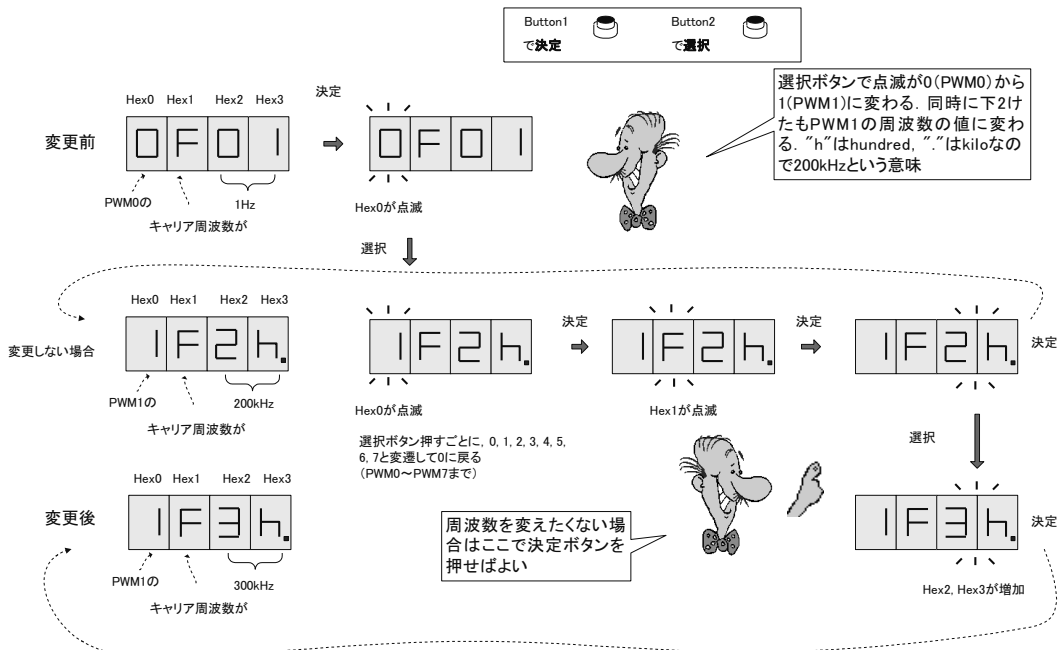 Button1
で決定
Button2
で選択
選択ボタンで点滅が0(PWM0)から
1(PWM1)に変わる. 同時に下2け
たもPWM1の周波数の値に変わ
る. "h"はhundred, "."はkiloなの
で200kHzという意味
Hex0 Hex1 Hex2 Hex3
決定
変更前
0F01
0F01
PWM0の
1Hz
キャリア周波数が
Hex0が点滅
選択
Hex0 Hex1 Hex2 Hex3
変更しない場合
1F2h.
1F2h.
決定
1F2h.
決定
1F2h.
決定
PWM1の
200kHz
キャリア周波数が
Hex0が点滅
Hex1が点滅
選択ボタン押すごとに, 0, 1, 2, 3, 4, 5,
6, 7と変遷して0に戻る
(PWM0～PWM7まで)
選択
Hex0 Hex1 Hex2 Hex3
変更後
1F3h.
周波数を変えたくない場
合はここで決定ボタンを
押せばよい
1F3h.
決定
PWM1の
300kHz
キャリア周波数が
Hex2, Hex3が増加